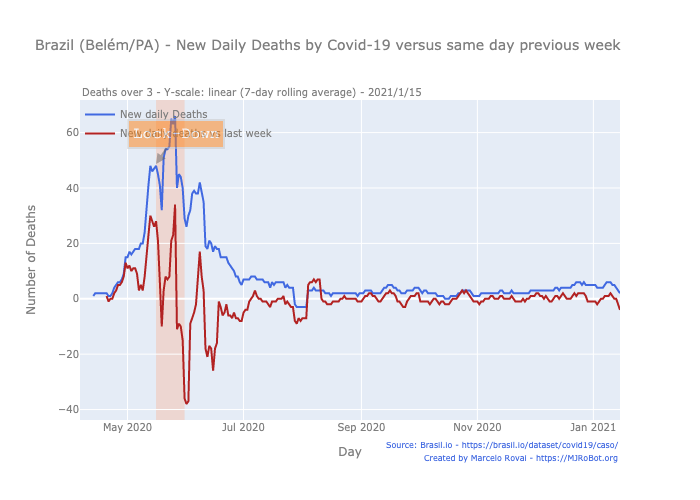 Brazil (Belém/PA) - New Daily Deaths by Covid-19 versus same day previous week
Deaths over 3 - Y-scale: linear (7-day rolling average) - 2021/1/15
New daily Deaths
New daily Deaths last week
Lock-Down
60
40
20
0
−20
−40
Number of Deaths
May 2020
Jul 2020
Sep 2020
Nov 2020
Jan 2021
Day
Source: Brasil.io - https://brasil.io/dataset/covid19/caso/
Created by Marcelo Rovai - https://MJRoBot.org